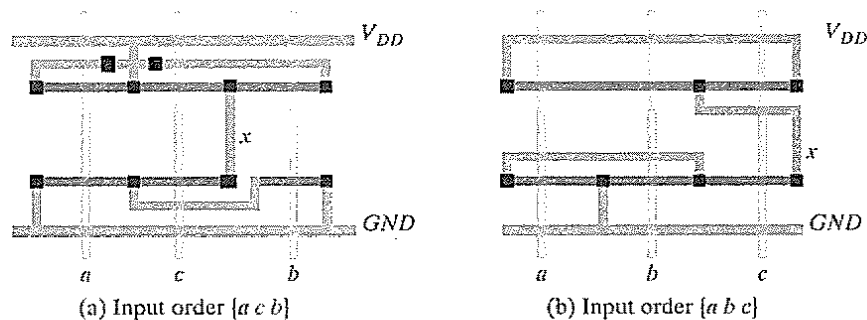 V_DD
V_DD
x
x
GND
GND
a c b
a b c
(a) Input order {a c b}
(b) Input order {a b c}